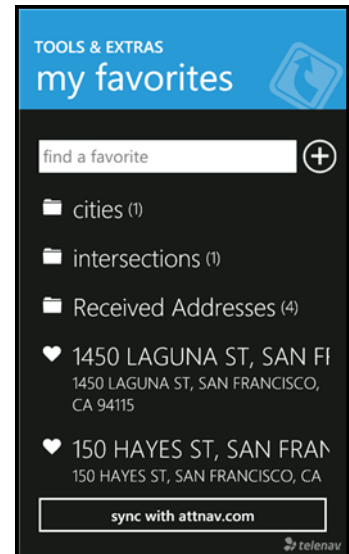 TOOLS & EXTRAS
my favorites
find a favorite
cities (1)
intersections (1)
Received Addresses (4)
1450 LAGUNA ST, SAN F
1450 LAGUNA ST, SAN FRANCISCO,
CA 94115
150 HAYES ST, SAN FRAN
150 HAYES ST, SAN FRANCISCO, CA
sync with attnav.com
telenav